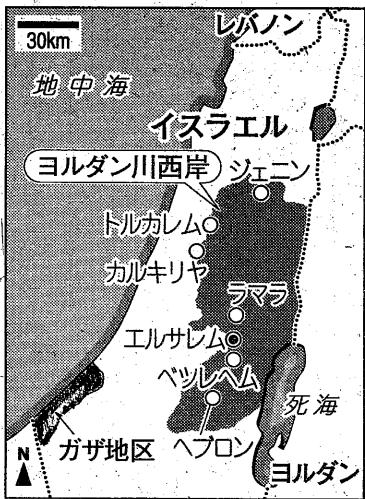 30km
レバノン
地中海
イスラエル
ヨルダン川西岸
ジェニン
トルカレム
カルキリヤ
ラマラ
エルサレム
ベツレヘム
死海
ガザ地区
ヘブロン
N
ヨルダン